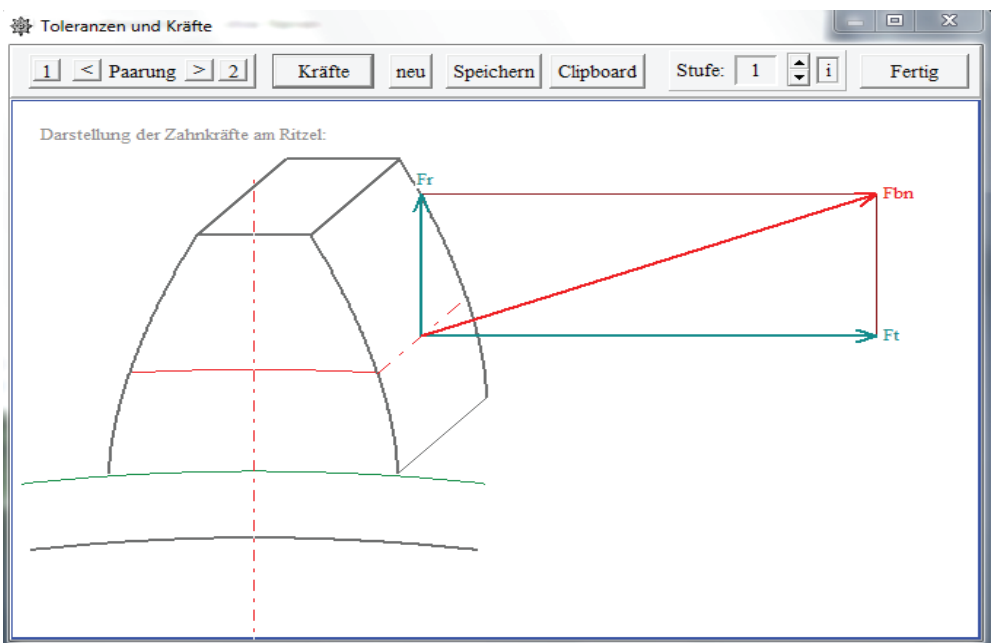 Toleranzen und Kräfte
1 < Paarung > 2 Kräfte neu Speichern Clipboard Stufe: 1 i Fertig
Darstellung der Zahnkräfte am Ritzel:
Fr
Fbn
Ft